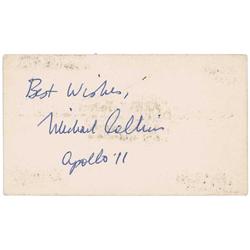 Best Wishes,
Michael Collins
Apollo 11